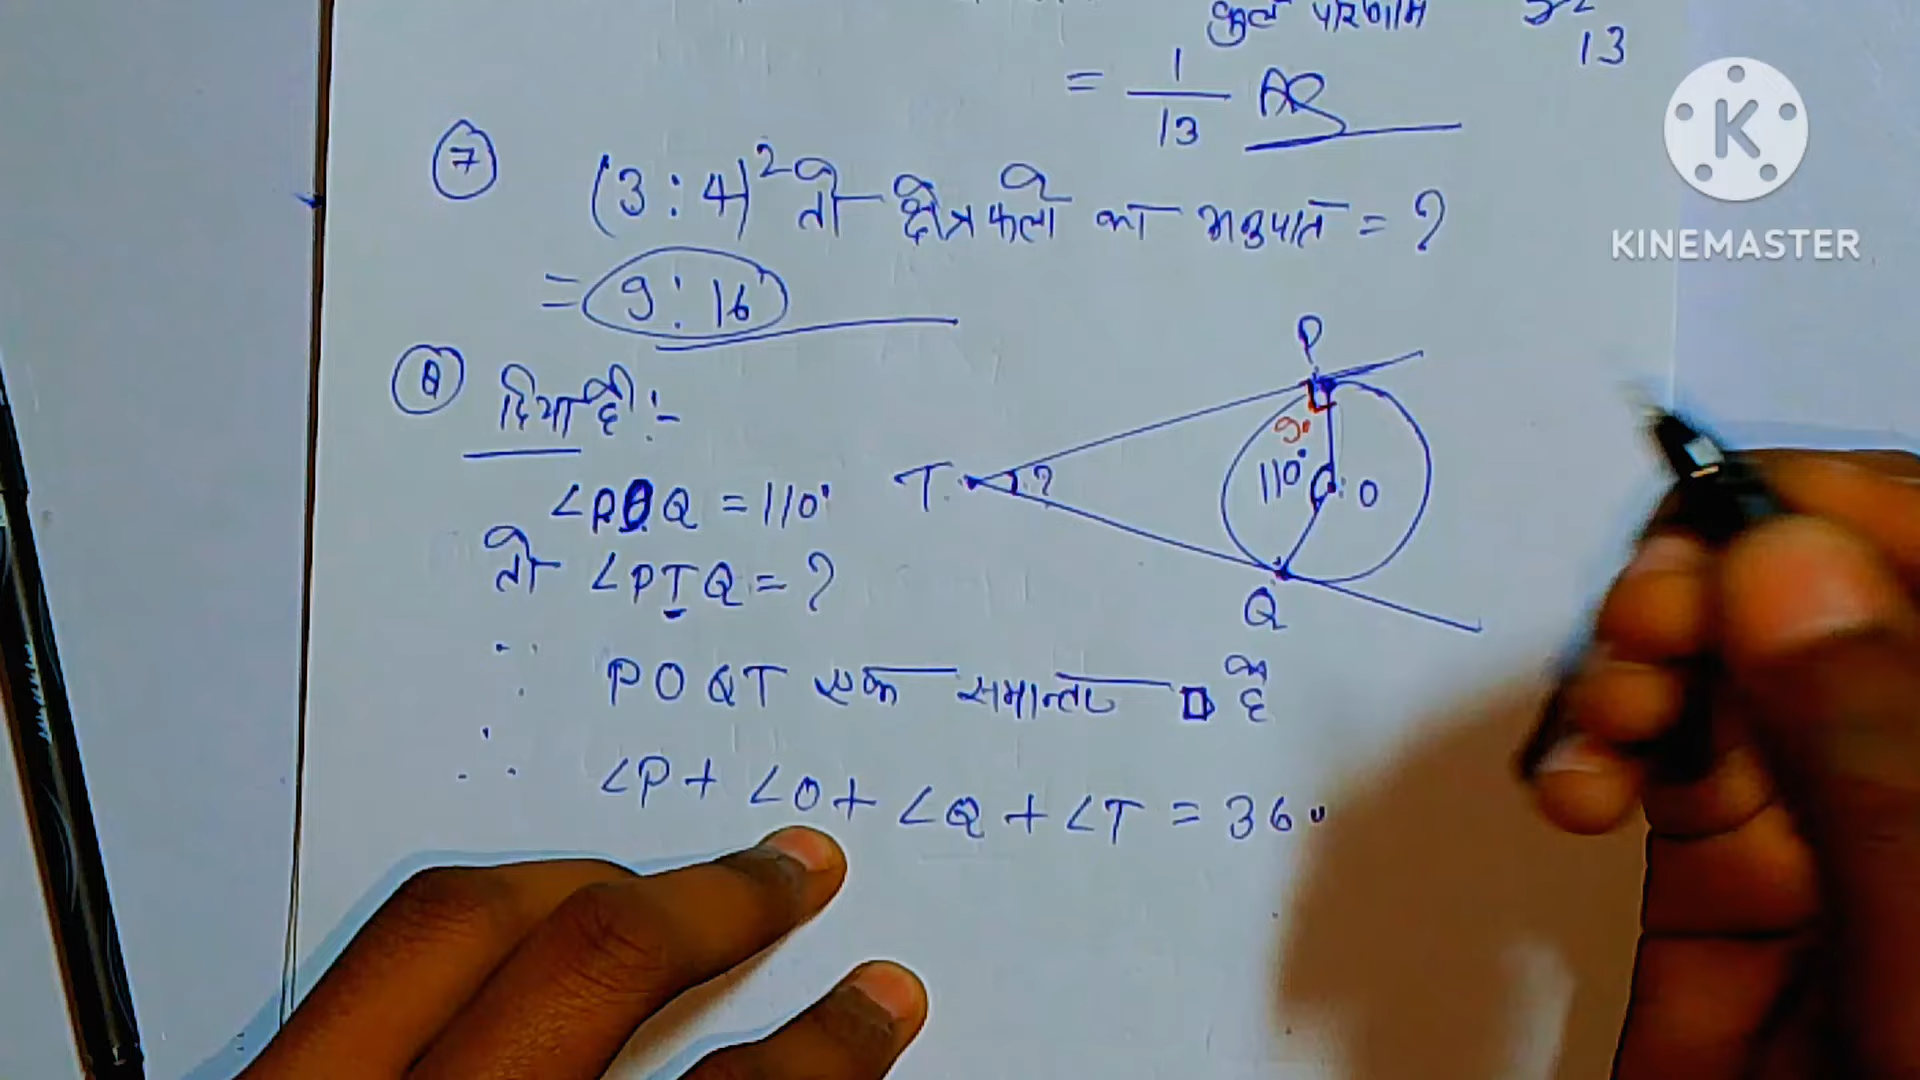 कुल परिणाम
13
= 1/13 Ans
K
KINEMASTER
7 (3:4)² तो क्षेत्रफलो का अनुपात = ?
= 9:16
8 दिया है :-
∠POQ = 110°
तो ∠PTQ = ?
P
90
110° O
T ?
Q
∵ POQT एक समान्तर □ है
∴ ∠P + ∠O + ∠Q + ∠T = 360